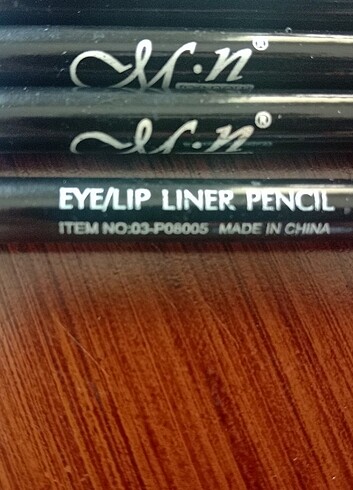 M·n®
M·n®
EYE/LIP LINER PENCIL
ITEM NO:03-P08005 MADE IN CHINA